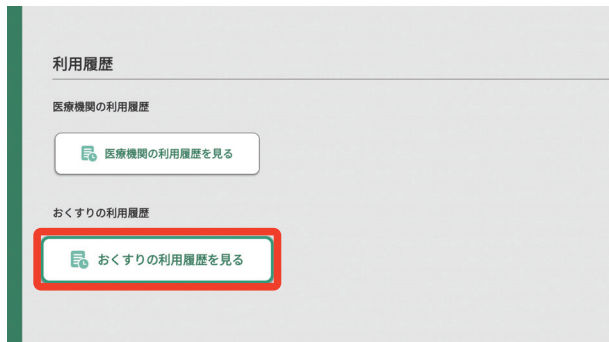 利用履歴
医療機関の利用履歴
医療機関の利用履歴を見る
おくすりの利用履歴
おくすりの利用履歴を見る